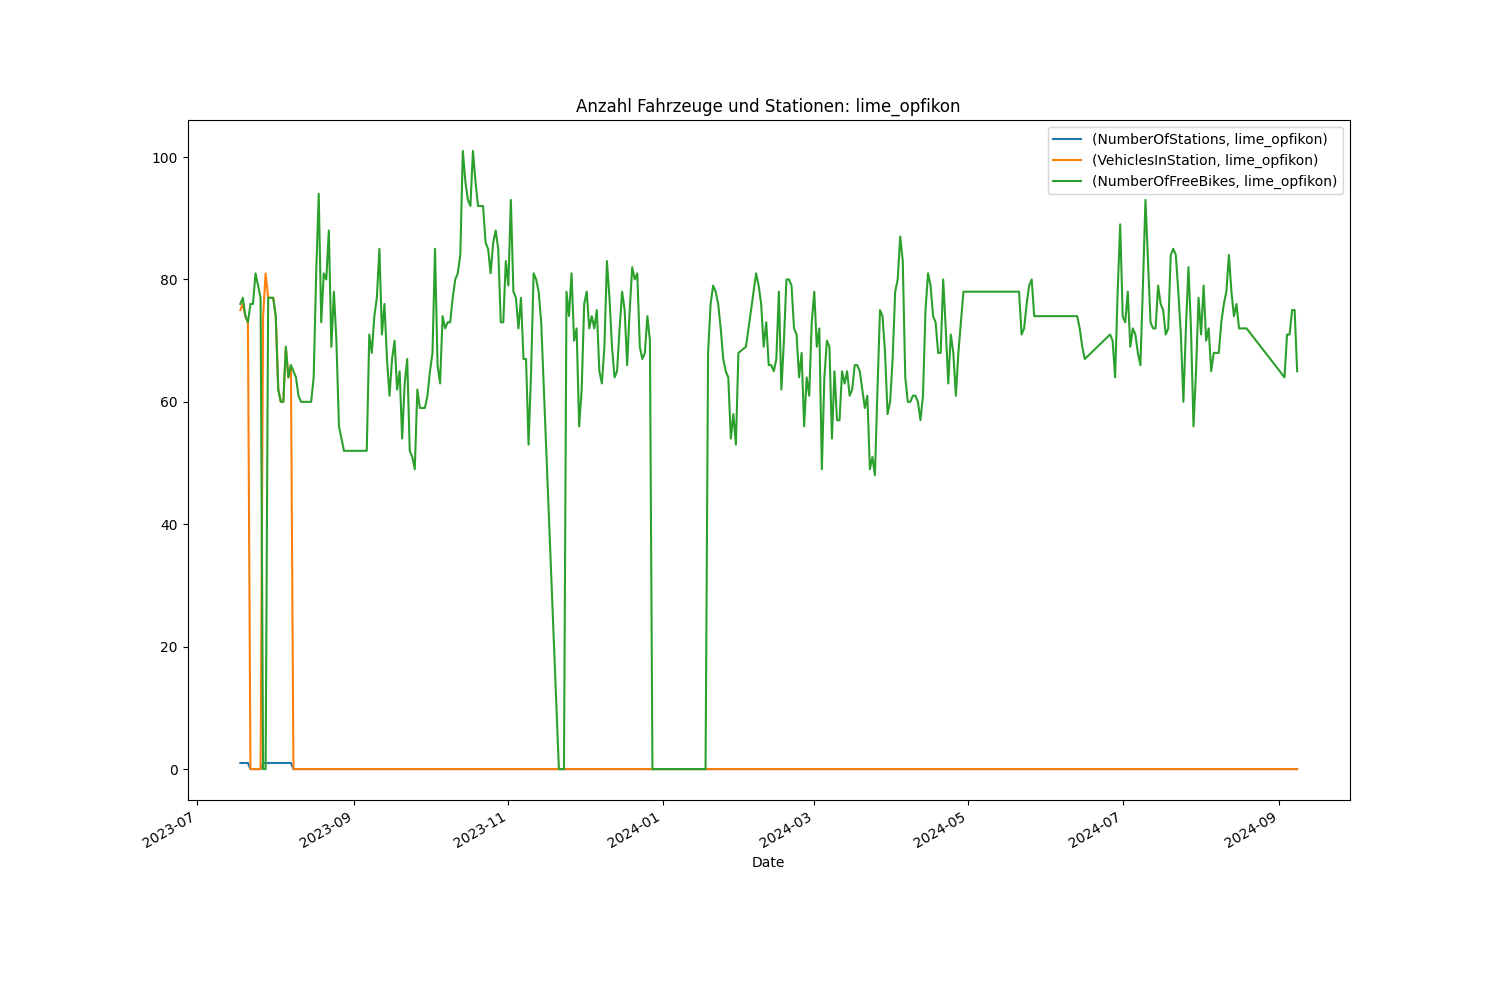 Anzahl Fahrzeuge und Stationen: lime_opfikon
(NumberOfStations, lime_opfikon)
(VehiclesInStation, lime_opfikon)
(NumberOfFreeBikes, lime_opfikon)
100
80
60
40
20
0
2023-07
2023-09
2023-11
2024-01
2024-03
2024-05
2024-07
2024-09
Date